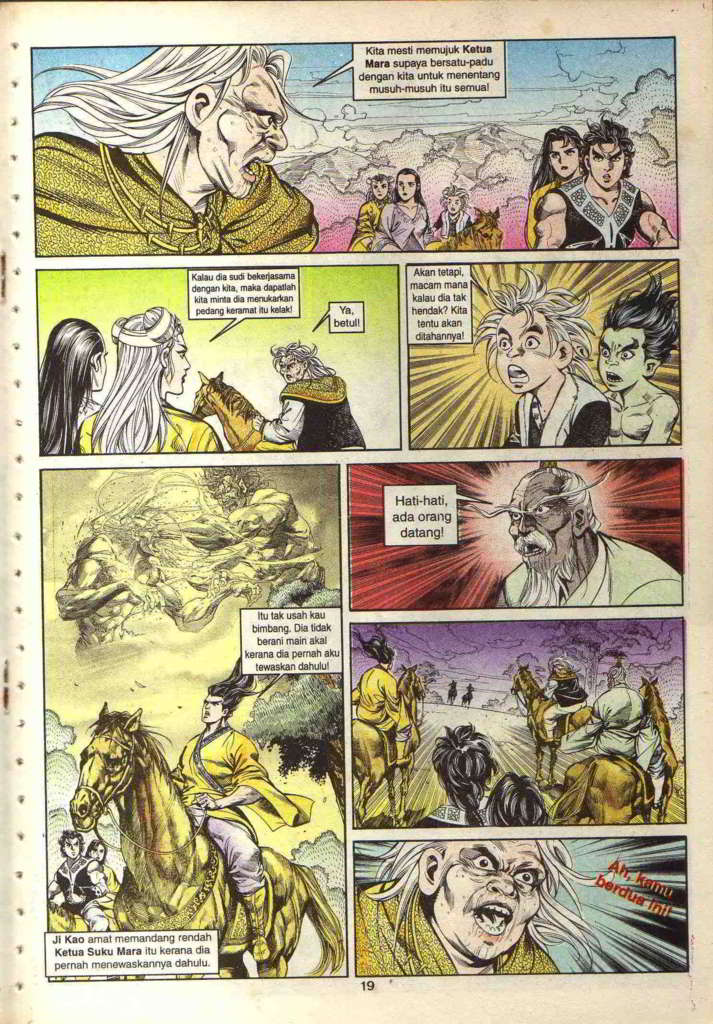 Kita mesti memujuk Ketua
Mara supaya bersatu-padu
dengan kita untuk menentang
musuh-musuh itu semua!
Kalau dia sudi bekerjasama
dengan kita, maka dapatlah
kita minta dia menukarkan
pedang keramat itu kelak!
Ya,
betul!
Akan tetapi,
macam mana
kalau dia tak
hendak? Kita
tentu akan
ditahannya!
Hati-hati,
ada orang
datang!
Itu tak usah kau
bimbang. Dia tidak
berani main akal
kerana dia pernah aku
tewaskan dahulu!
Ji Kao amat memandang rendah
Ketua Suku Mara itu kerana dia
pernah menewaskannya dahulu.
Ah, kamu
berdua ini!
19